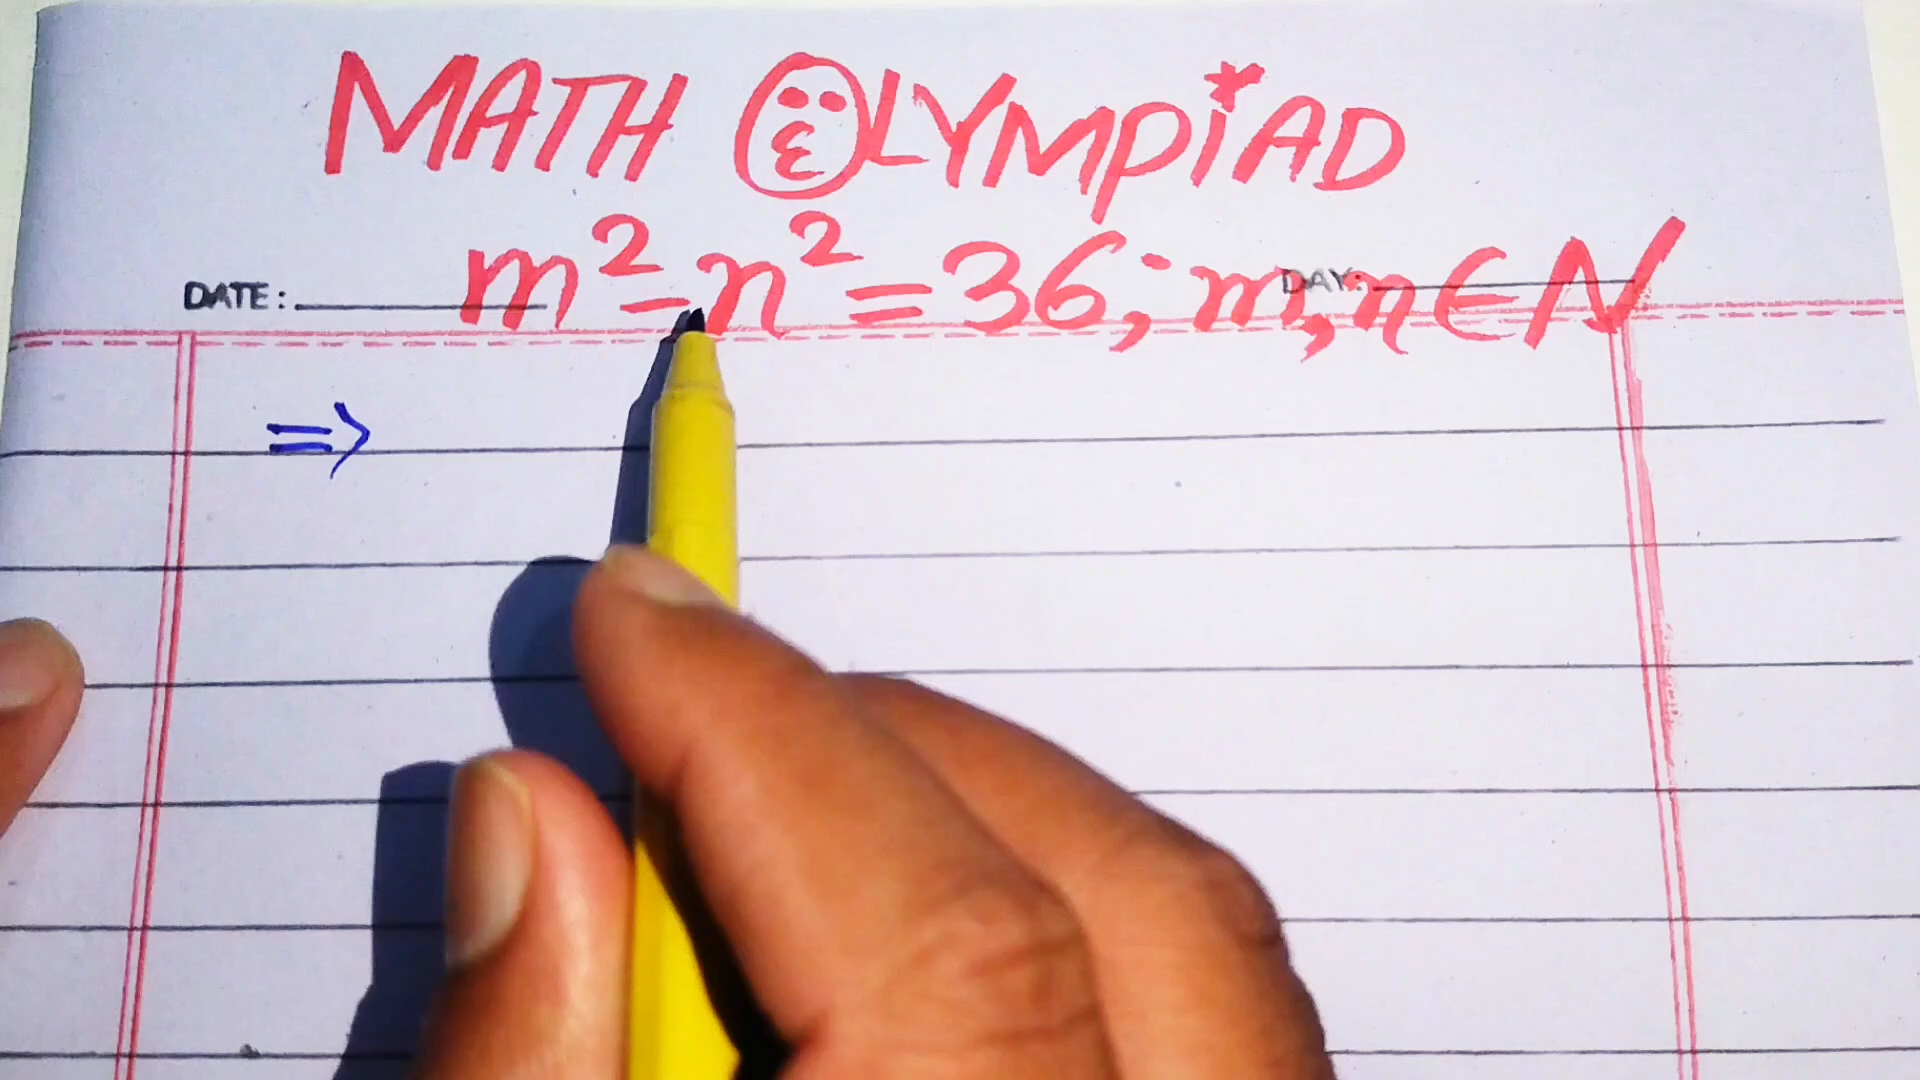 MATH OLYMPIAD
m²-n²=36; m,n∈N
DATE:
DAY:
⇒